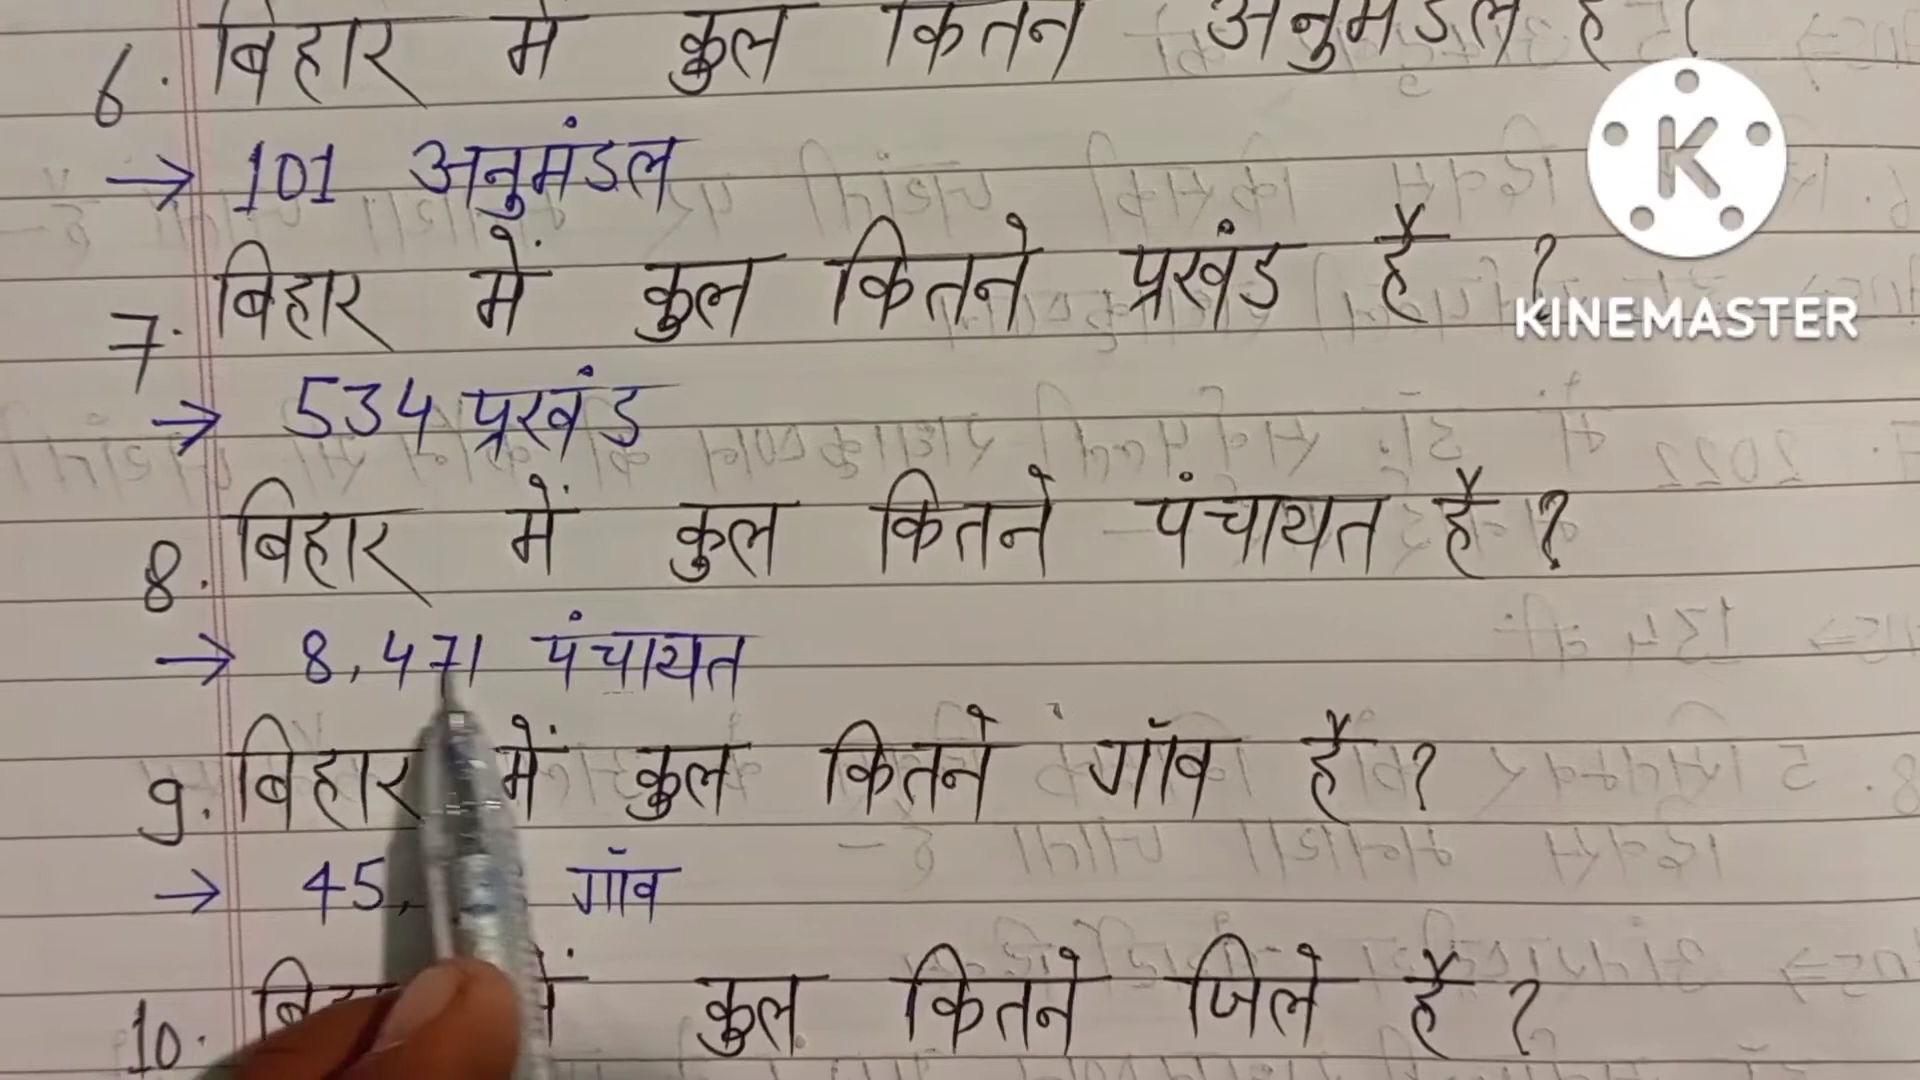 6. बिहार में कुल कितने अनुमंडल है ?
→ 101 अनुमंडल
7. बिहार में कुल कितने प्रखंड है ?
→ 534 प्रखंड
8. बिहार में कुल कितने पंचायत है ?
→ 8,471 पंचायत
9. बिहार में कुल कितने गॉव है ?
→ 45, गॉव
10. में कुल कितने जिले है ?
KINEMASTER